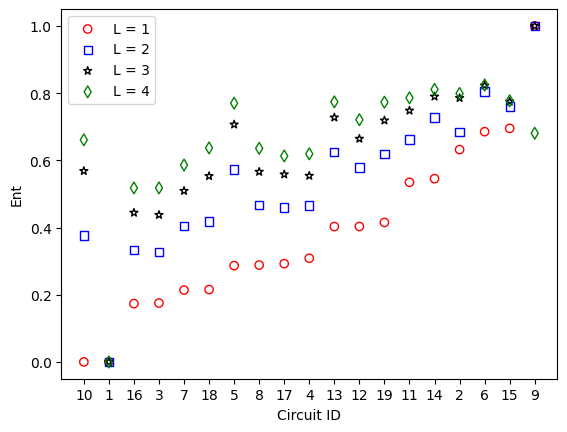 L = 1
L = 2
L = 3
L = 4
1.0
0.8
0.6
0.4
0.2
0.0
Ent
10 1 16 3 7 18 5 8 17 4 13 12 19 11 14 2 6 15 9
Circuit ID